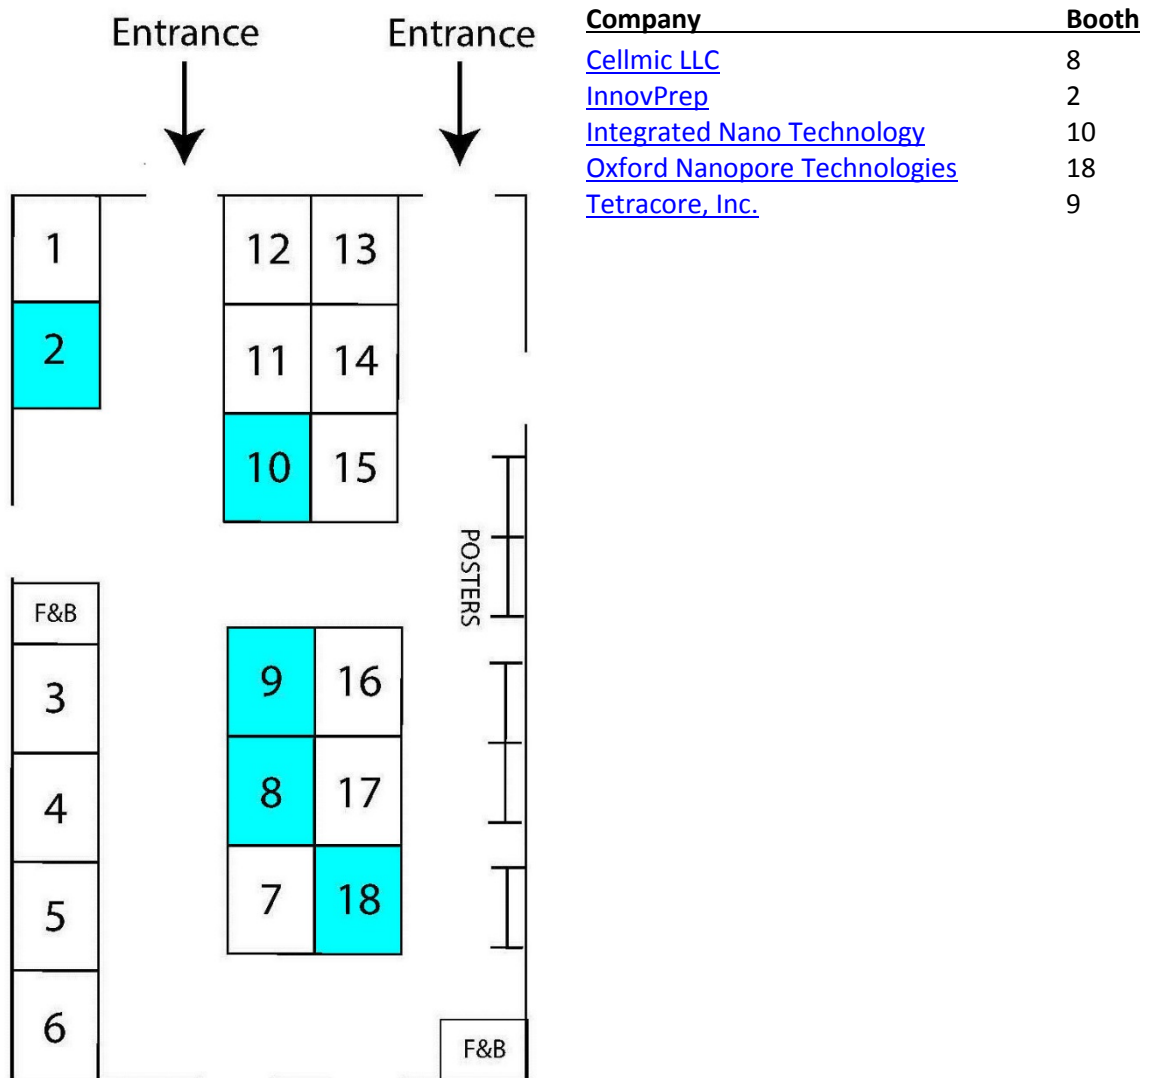 Entrance Entrance
1 12 13
2 11 14
10 15
POSTERS
F&B
3 9 16
4 8 17
5 7 18
6 F&B
Company Booth
Cellmic LLC 8
InnovPrep 2
Integrated Nano Technology 10
Oxford Nanopore Technologies 18
Tetracore, Inc. 9